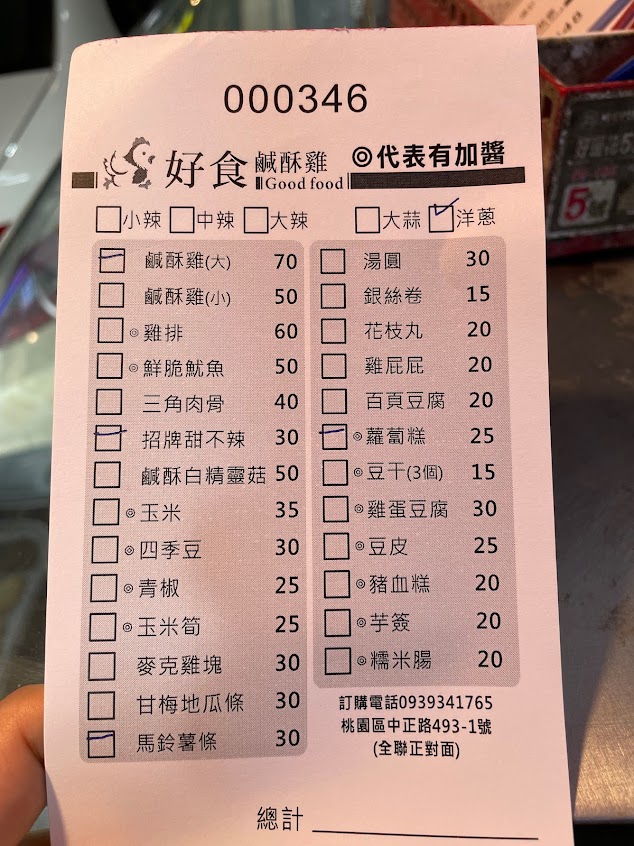 000346
好食 鹹酥雞 Good food ◎代表有加醬
小辣 中辣 大辣 大蒜 洋蔥
鹹酥雞(大) 70
鹹酥雞(小) 50
◎雞排 60
◎鮮脆魷魚 50
三角肉骨 40
招牌甜不辣 30
鹹酥白精靈菇 50
◎玉米 35
◎四季豆 30
◎青椒 25
◎玉米筍 25
麥克雞塊 30
甘梅地瓜條 30
馬鈴薯條 30
湯圓 30
銀絲卷 15
花枝丸 20
雞屁屁 20
百頁豆腐 20
◎蘿蔔糕 25
◎豆干(3個) 15
◎雞蛋豆腐 30
◎豆皮 25
◎豬血糕 20
◎芋簽 20
◎糯米腸 20
訂購電話0939341765
桃園區中正路493-1號
(全聯正對面)
總計